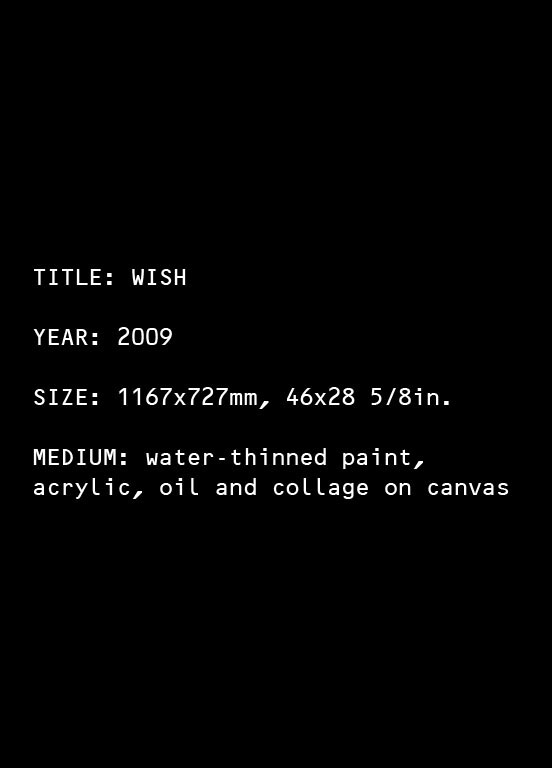 TITLE: WISH
YEAR: 2009
SIZE: 1167x727mm, 46x28 5/8in.
MEDIUM: water-thinned paint,
acrylic, oil and collage on canvas